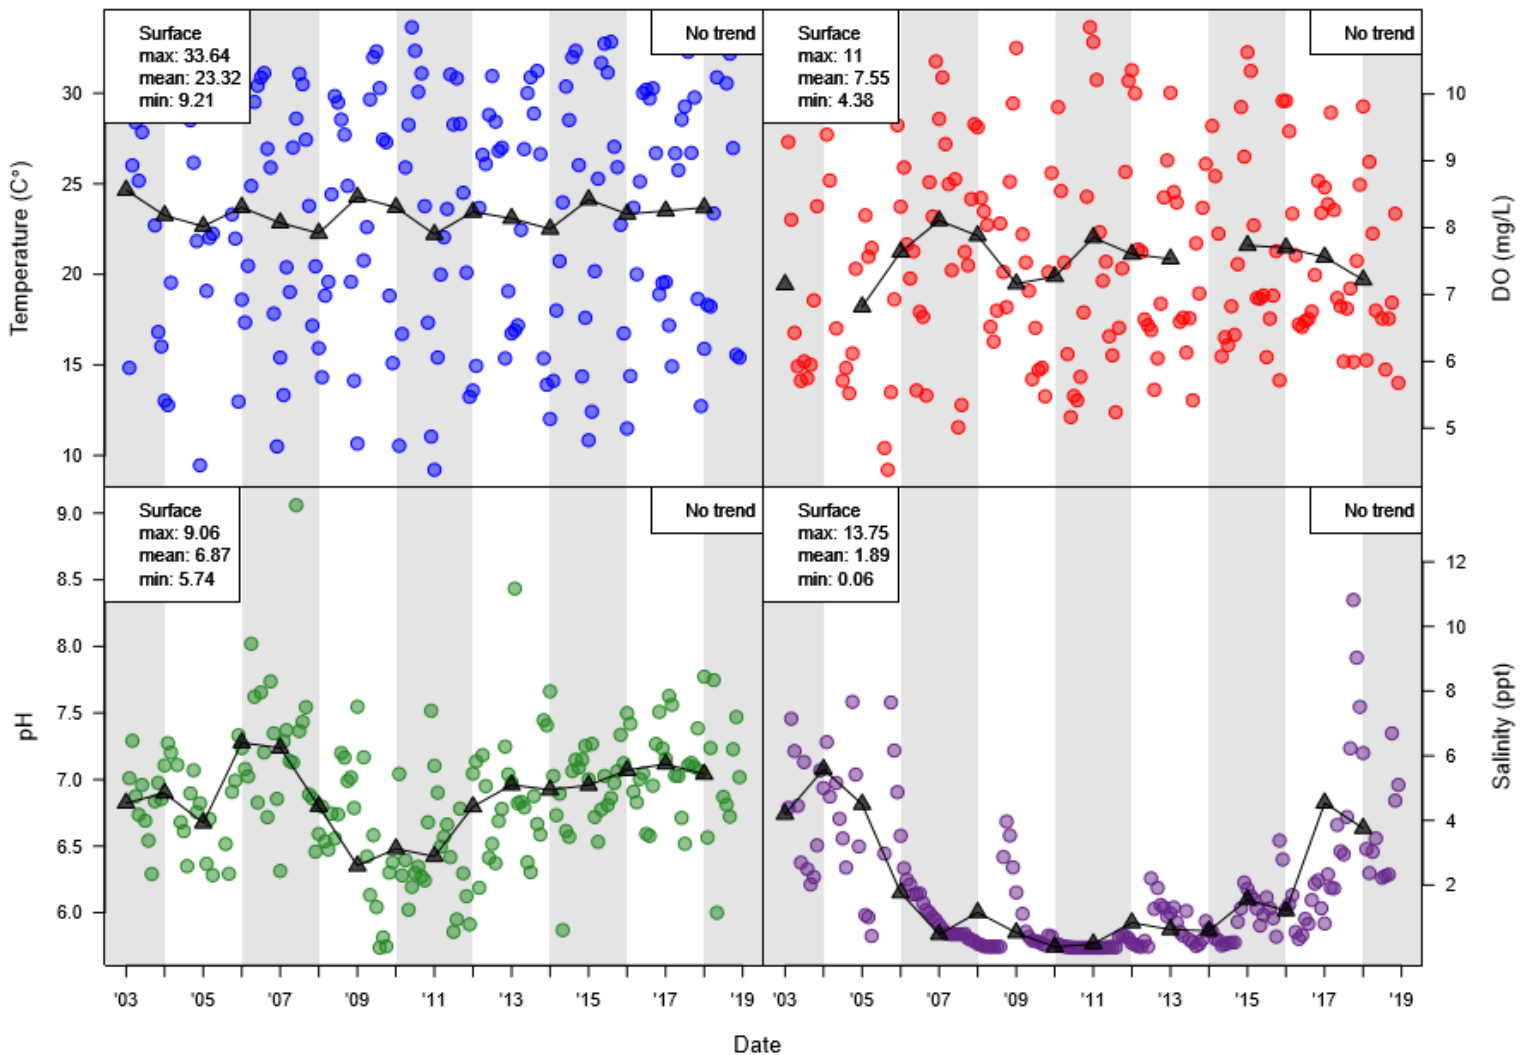 Surface
max: 33.64
mean: 23.32
min: 9.21
No trend
Surface
max: 11
mean: 7.55
min: 4.38
No trend
Temperature (C°)
30
25
20
15
10
10
9
8
7
6
5
DO (mg/L)
Surface
max: 9.06
mean: 6.87
min: 5.74
No trend
Surface
max: 13.75
mean: 1.89
min: 0.06
No trend
pH
9.0
8.5
8.0
7.5
7.0
6.5
6.0
12
10
8
6
4
2
Salinity (ppt)
'03 '05 '07 '09 '11 '13 '15 '17 '19
'03 '05 '07 '09 '11 '13 '15 '17 '19
Date